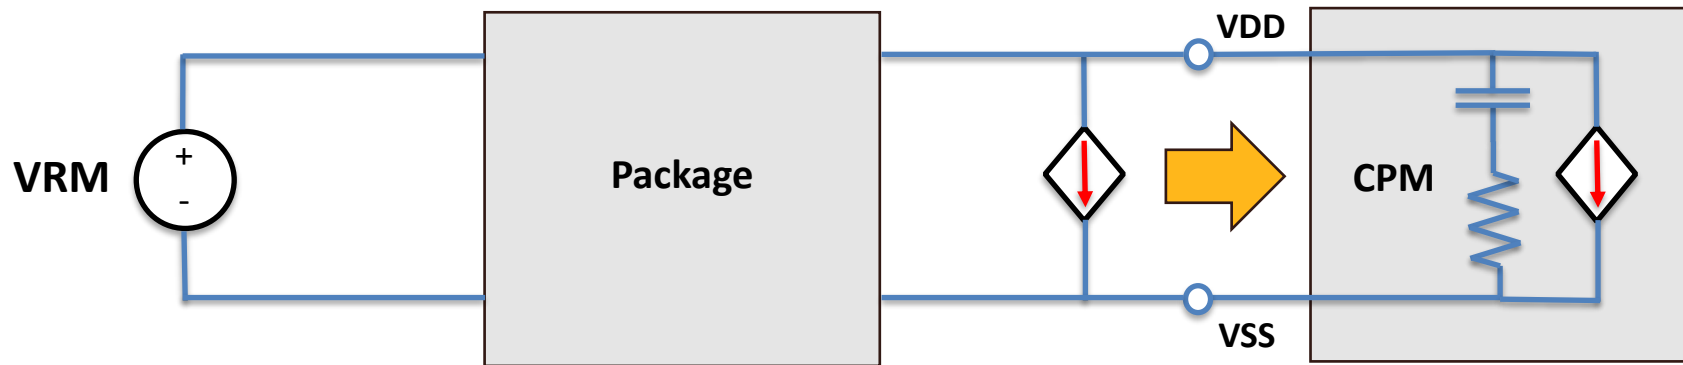 VDD
VRM
+
-
Package
CPM
VSS